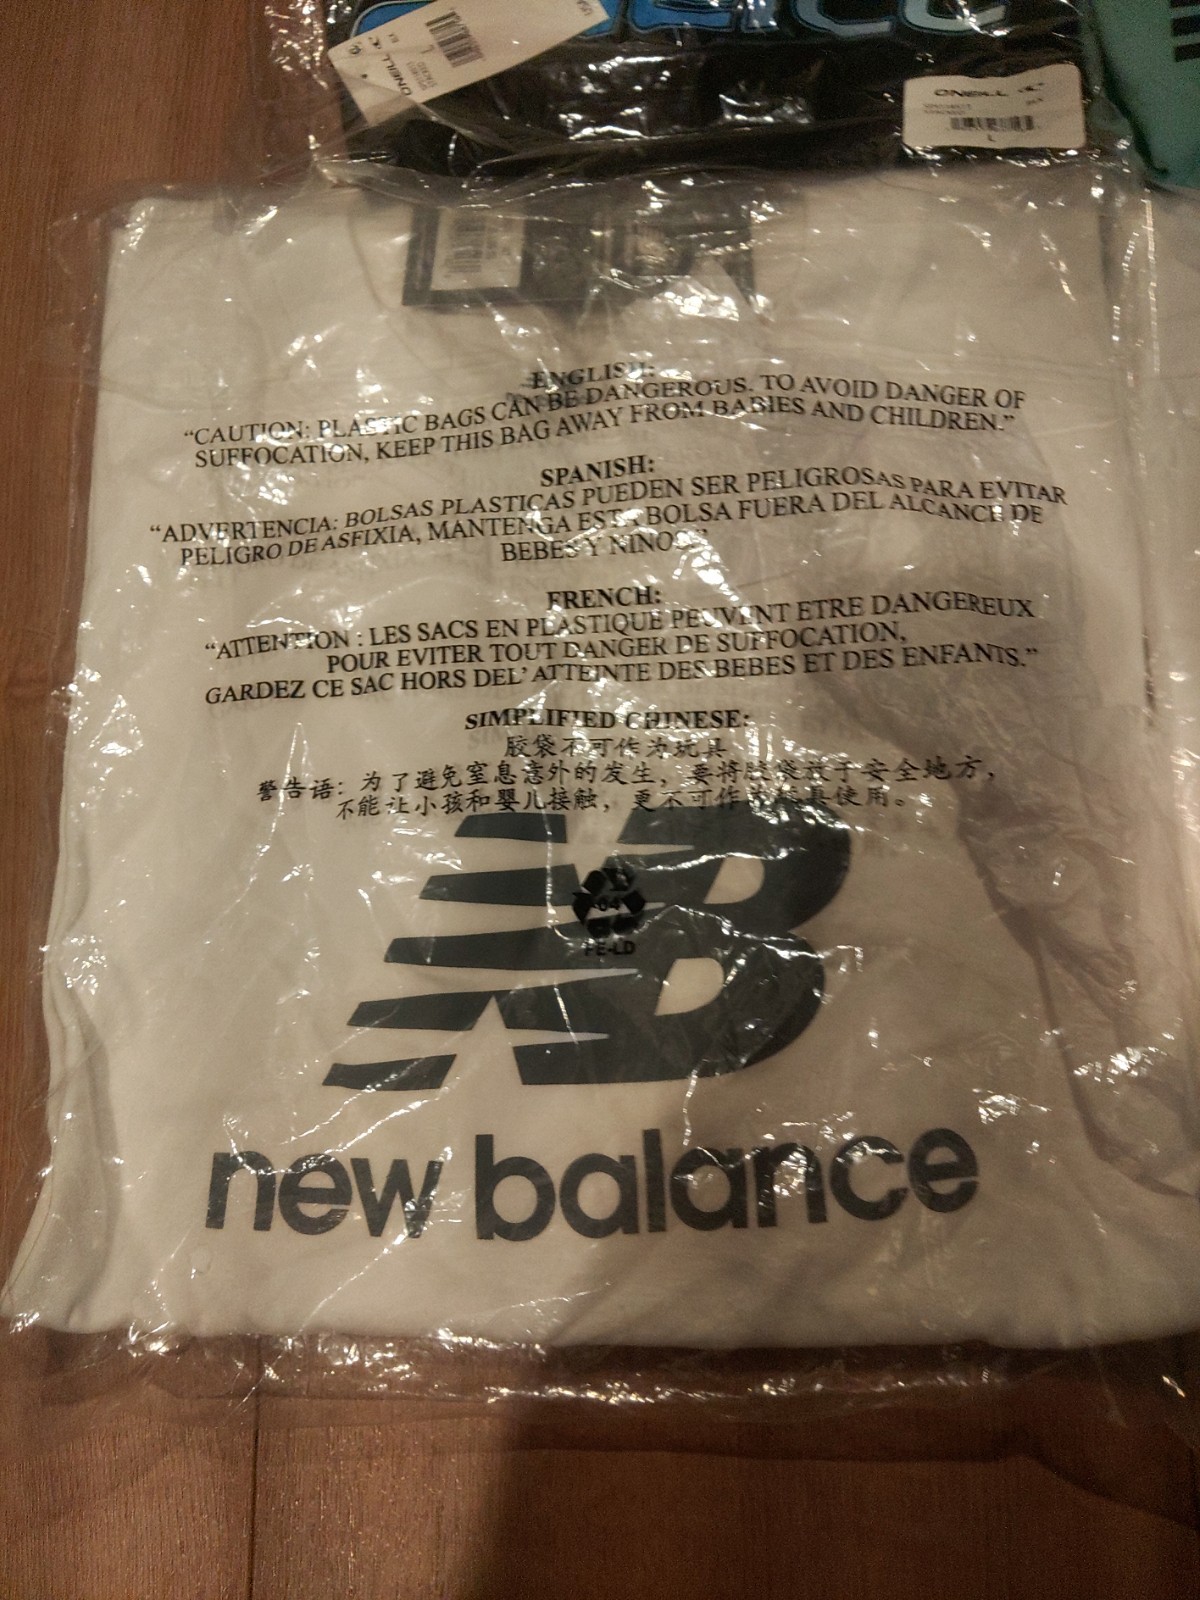 ONEILL
L
ONEILL
L
ENGLISH:
“CAUTION: PLASTIC BAGS CAN BE DANGEROUS. TO AVOID DANGER OF
SUFFOCATION, KEEP THIS BAG AWAY FROM BABIES AND CHILDREN.”
SPANISH:
“ADVERTENCIA: BOLSAS PLASTICAS PUEDEN SER PELIGROSAS PARA EVITAR
PELIGRO DE ASFIXIA, MANTENGA ESTA BOLSA FUERA DEL ALCANCE DE
BEBES Y NINOS”
FRENCH:
“ATTENTION : LES SACS EN PLASTIQUE PEUVENT ETRE DANGEREUX
POUR EVITER TOUT DANGER DE SUFFOCATION,
GARDEZ CE SAC HORS DEL’ ATTEINTE DES BEBES ET DES ENFANTS.”
SIMPLIFIED CHINESE:
胶袋不可作为玩具
警告语：为了避免窒息意外的发生，要将胶袋放于安全地方，
不能让小孩和婴儿接触，更不可作为玩具使用。
NB
04
PE-LD
new balance